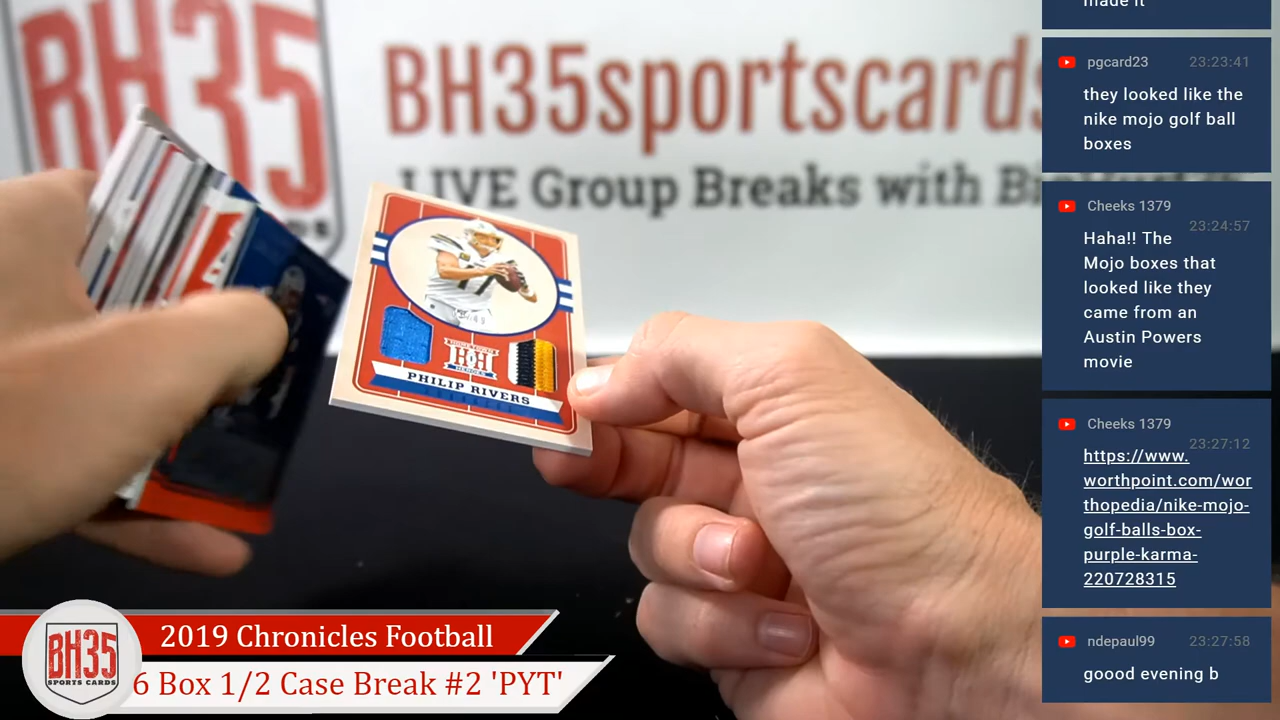 BH35
BH35sportscards
LIVE Group Breaks with
PHILIP RIVERS
HH
17
made it
pgcard23 23:23:41
they looked like the
nike mojo golf ball
boxes
Cheeks 1379
23:24:57
Haha!! The
Mojo boxes that
looked like they
came from an
Austin Powers
movie
Cheeks 1379
23:27:12
https://www.
worthpoint.com/wor
thopedia/nike-mojo-
golf-balls-box-
purple-karma-
220728315
ndepaul99 23:27:58
goood evening b
2019 Chronicles Football
6 Box 1/2 Case Break #2 'PYT'
BH35
SPORTS CARDS